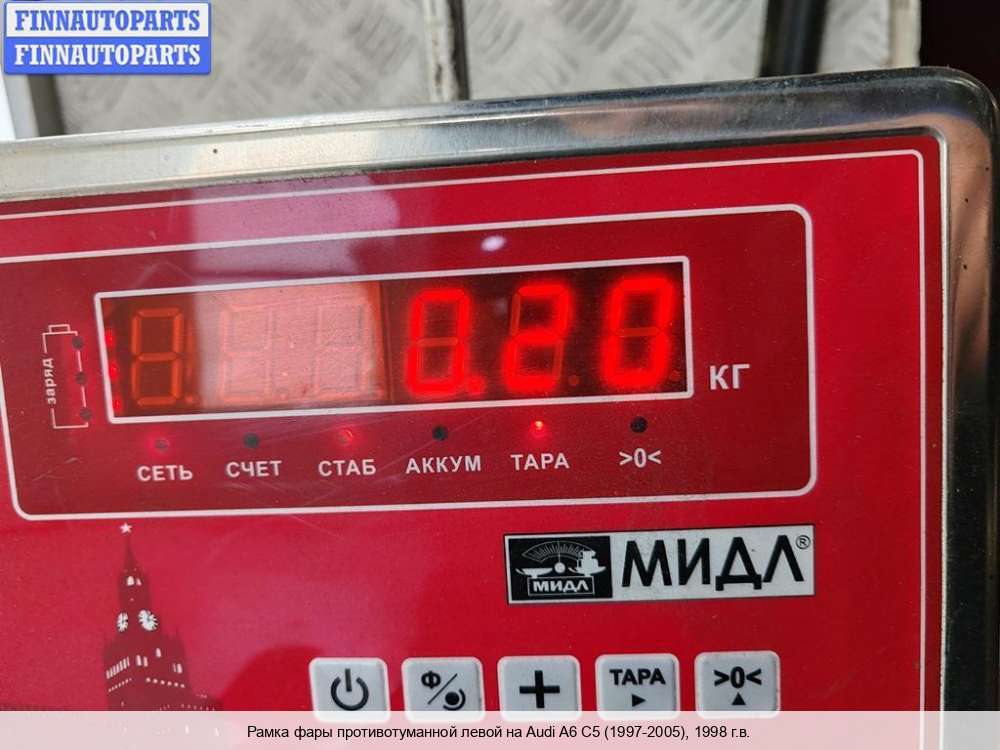 FINNAUTOPARTS
FINNAUTOPARTS
0.20
КГ
заряд
СЕТЬ СЧЕТ СТАБ АККУМ ТАРА >0<
МИДЛ МИДЛ®
Ф/ + ТАРА >0<
Рамка фары противотуманной левой на Audi A6 C5 (1997-2005), 1998 г.в.